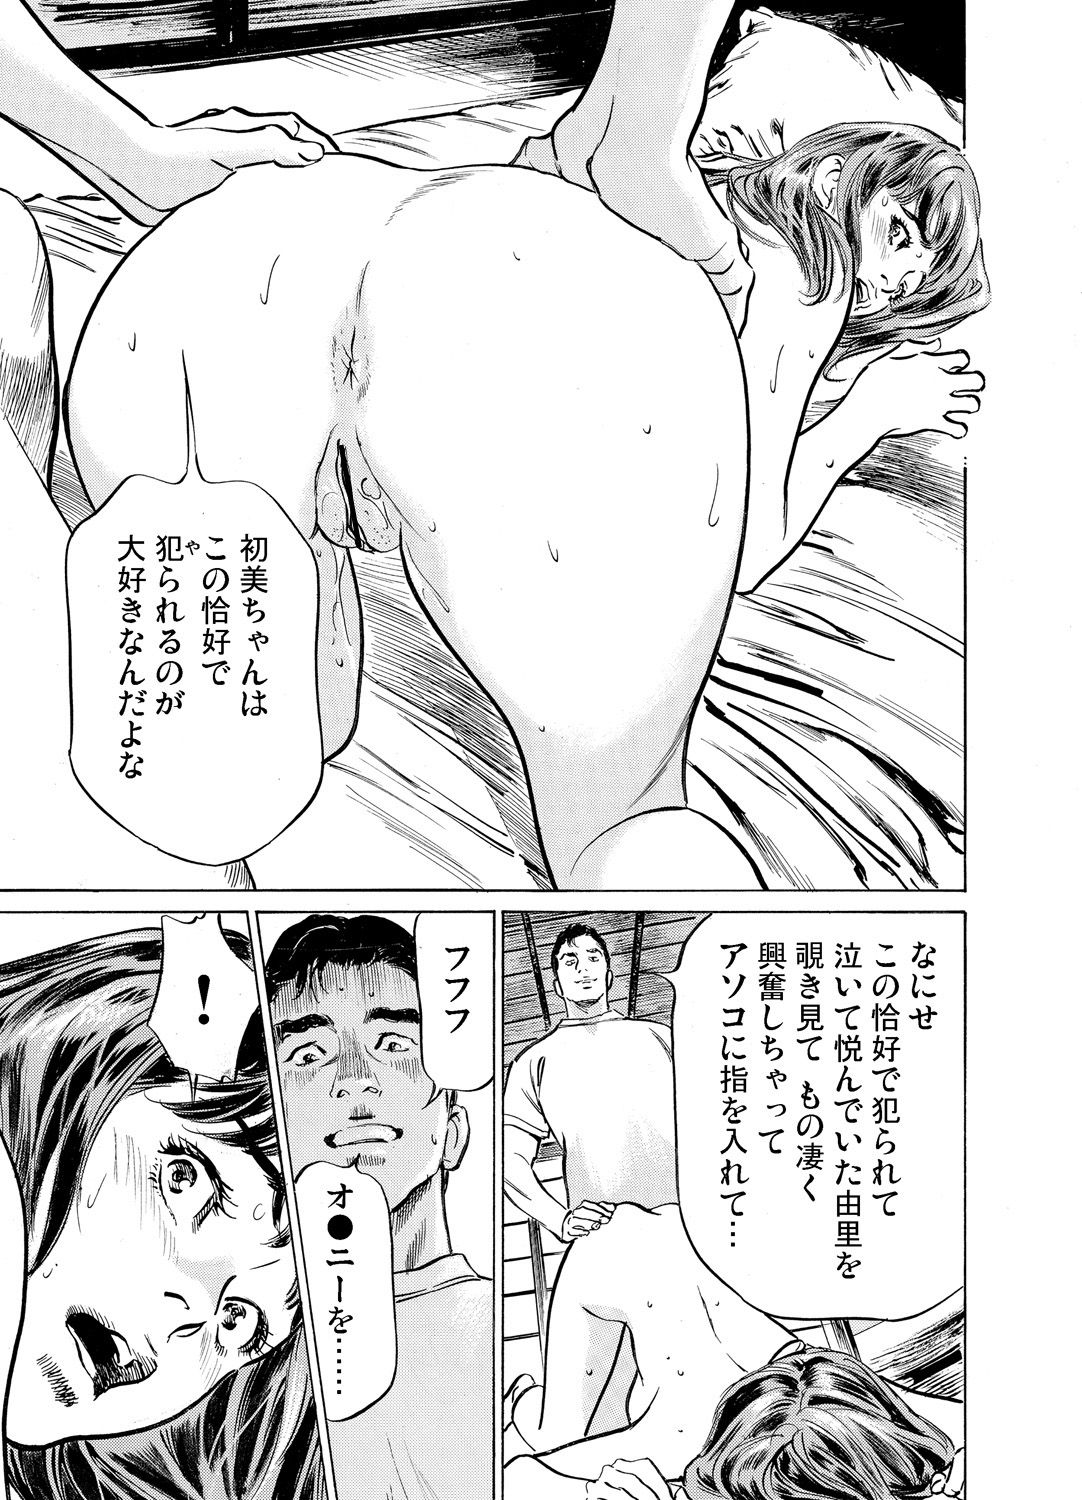 初美ちゃんは
この恰好で
犯られるのが
や
大好きなんだよな
なにせ
この恰好で犯られて
泣いて悦んでいた由里を
覗き見て もの凄く
興奮しちゃって
アソコに指を入れて…
フフフ
オ●ニーを……
！